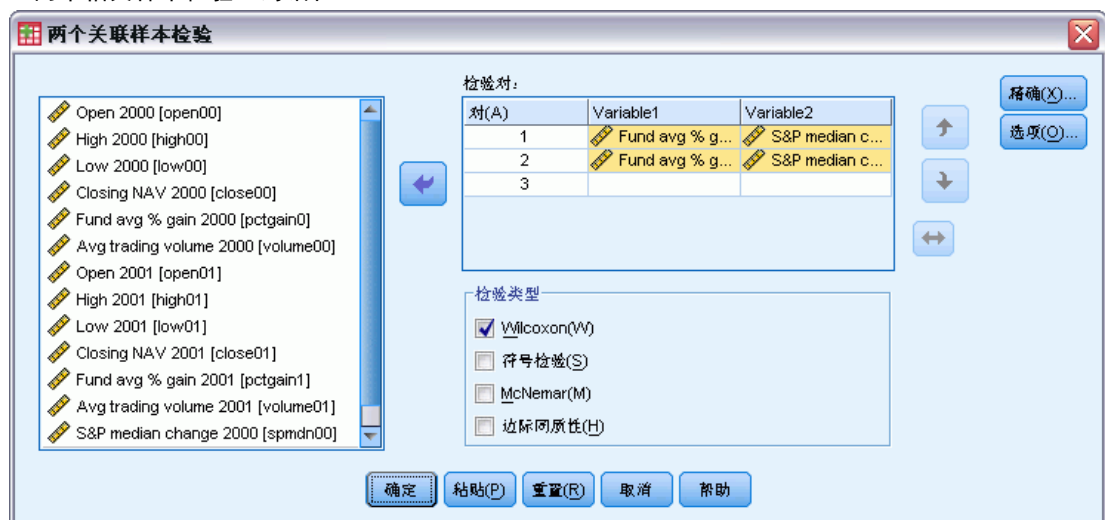 两个关联样本检验
检验对:
Open 2000 [open00]
High 2000 [high00]
Low 2000 [low00]
Closing NAV 2000 [close00]
Fund avg % gain 2000 [pctgain0]
Avg trading volume 2000 [volume00]
Open 2001 [open01]
High 2001 [high01]
Low 2001 [low01]
Closing NAV 2001 [close01]
Fund avg % gain 2001 [pctgain1]
Avg trading volume 2001 [volume01]
S&P median change 2000 [spmdn00]
对(A) Variable1 Variable2
1 Fund avg % g... S&P median c...
2 Fund avg % g... S&P median c...
3
精确(X)...
选项(O)...
检验类型
Wilcoxon(W)
符号检验(S)
McNemar(M)
边际同质性(H)
确定 粘贴(P) 重置(R) 取消 帮助